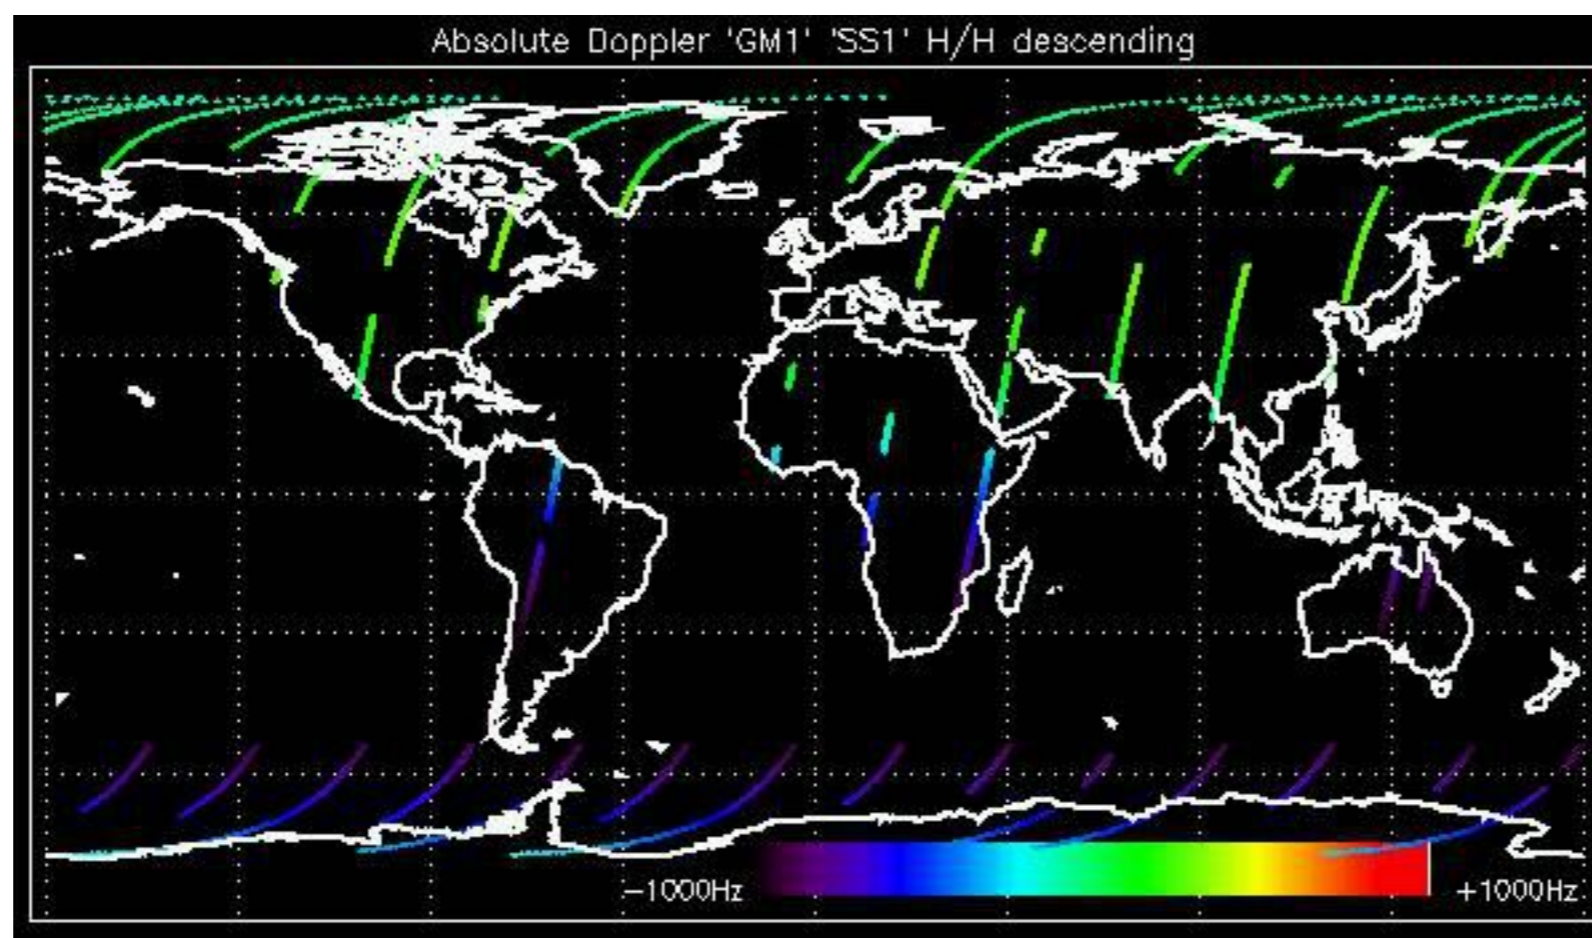 Absolute Doppler 'GM1' 'SS1' H/H descending
-1000Hz
+1000Hz